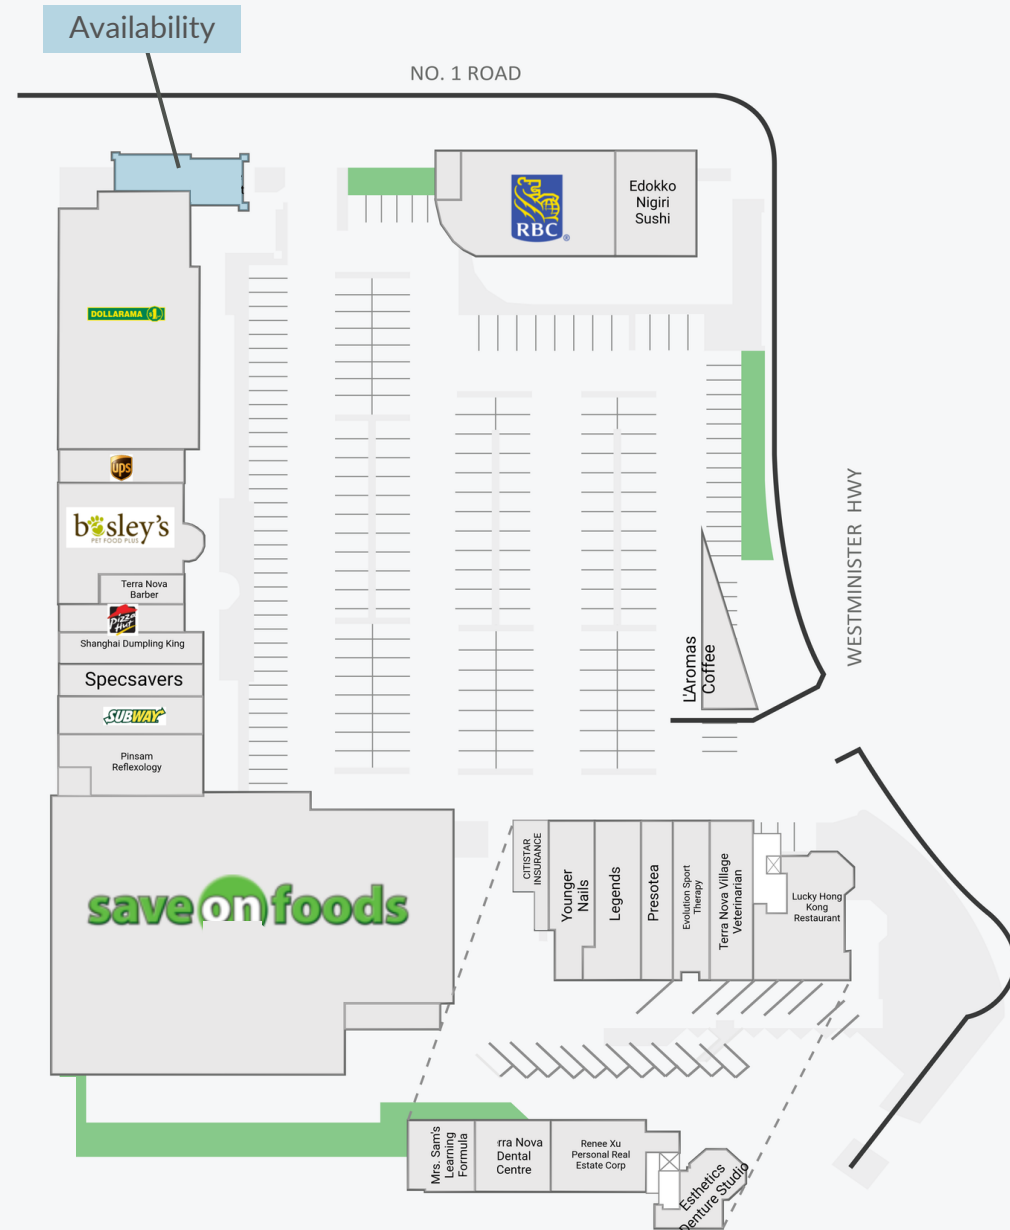 Availability
NO. 1 ROAD
RBC
®
Edokko
Nigiri
Sushi
DOLLARAMA
ups
bosley's
PET FOOD PLUS
Terra Nova
Barber
Pizza
Hut
Shanghai Dumpling King
Specsavers
SUBWAY
Pinsam
Reflexology
save on foods
WESTMINISTER HWY
L'Aromas
Coffee
CITISTAR
INSURANCE
Younger
Nails
Legends
Presotea
Evolution Sport
Therapy
Terra Nova Village
Veterinarian
Lucky Hong
Kong
Restaurant
Mrs. Sam's
Learning
Formula
rra Nova
Dental
Centre
Renee Xu
Personal Real
Estate Corp
Esthetics
Denture Studio